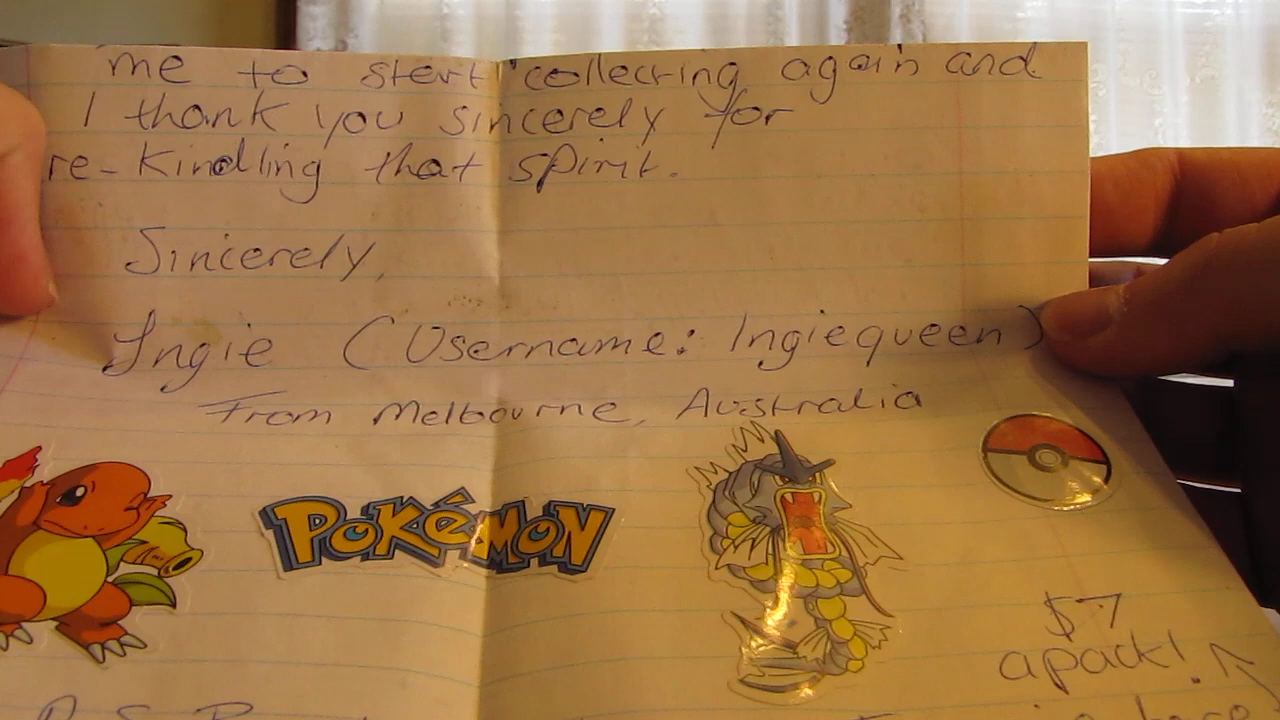 me to start collecting again and
I thank you sincerely for
re-kindling that spirit.
Sincerely,
Ingie (Username: Ingiequeen)
From Melbourne, Australia
POKéMON
$7
a pack!
P.S.